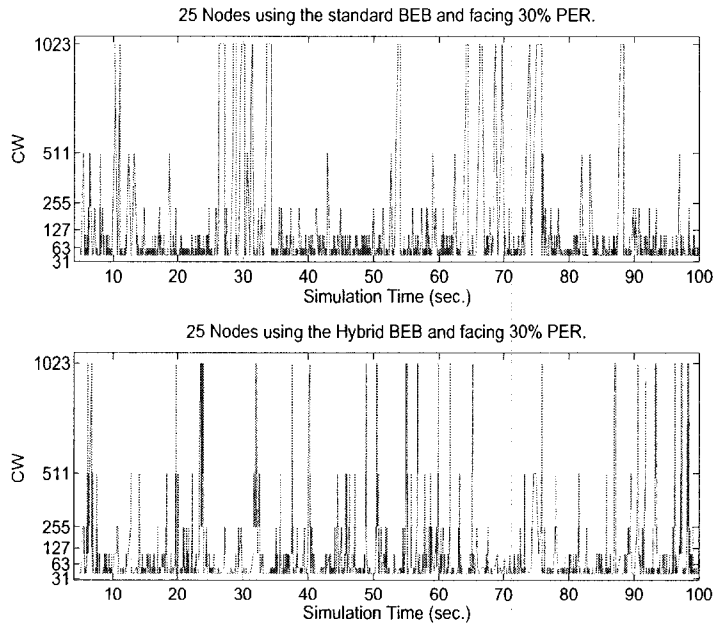 25 Nodes using the standard BEB and facing 30% PER.
1023
511
255
127
63
31
CW
10 20 30 40 50 60 70 80 90 100
Simulation Time (sec.)
25 Nodes using the Hybrid BEB and facing 30% PER.
1023
511
255
127
63
31
CW
10 20 30 40 50 60 70 80 90 100
Simulation Time (sec.)